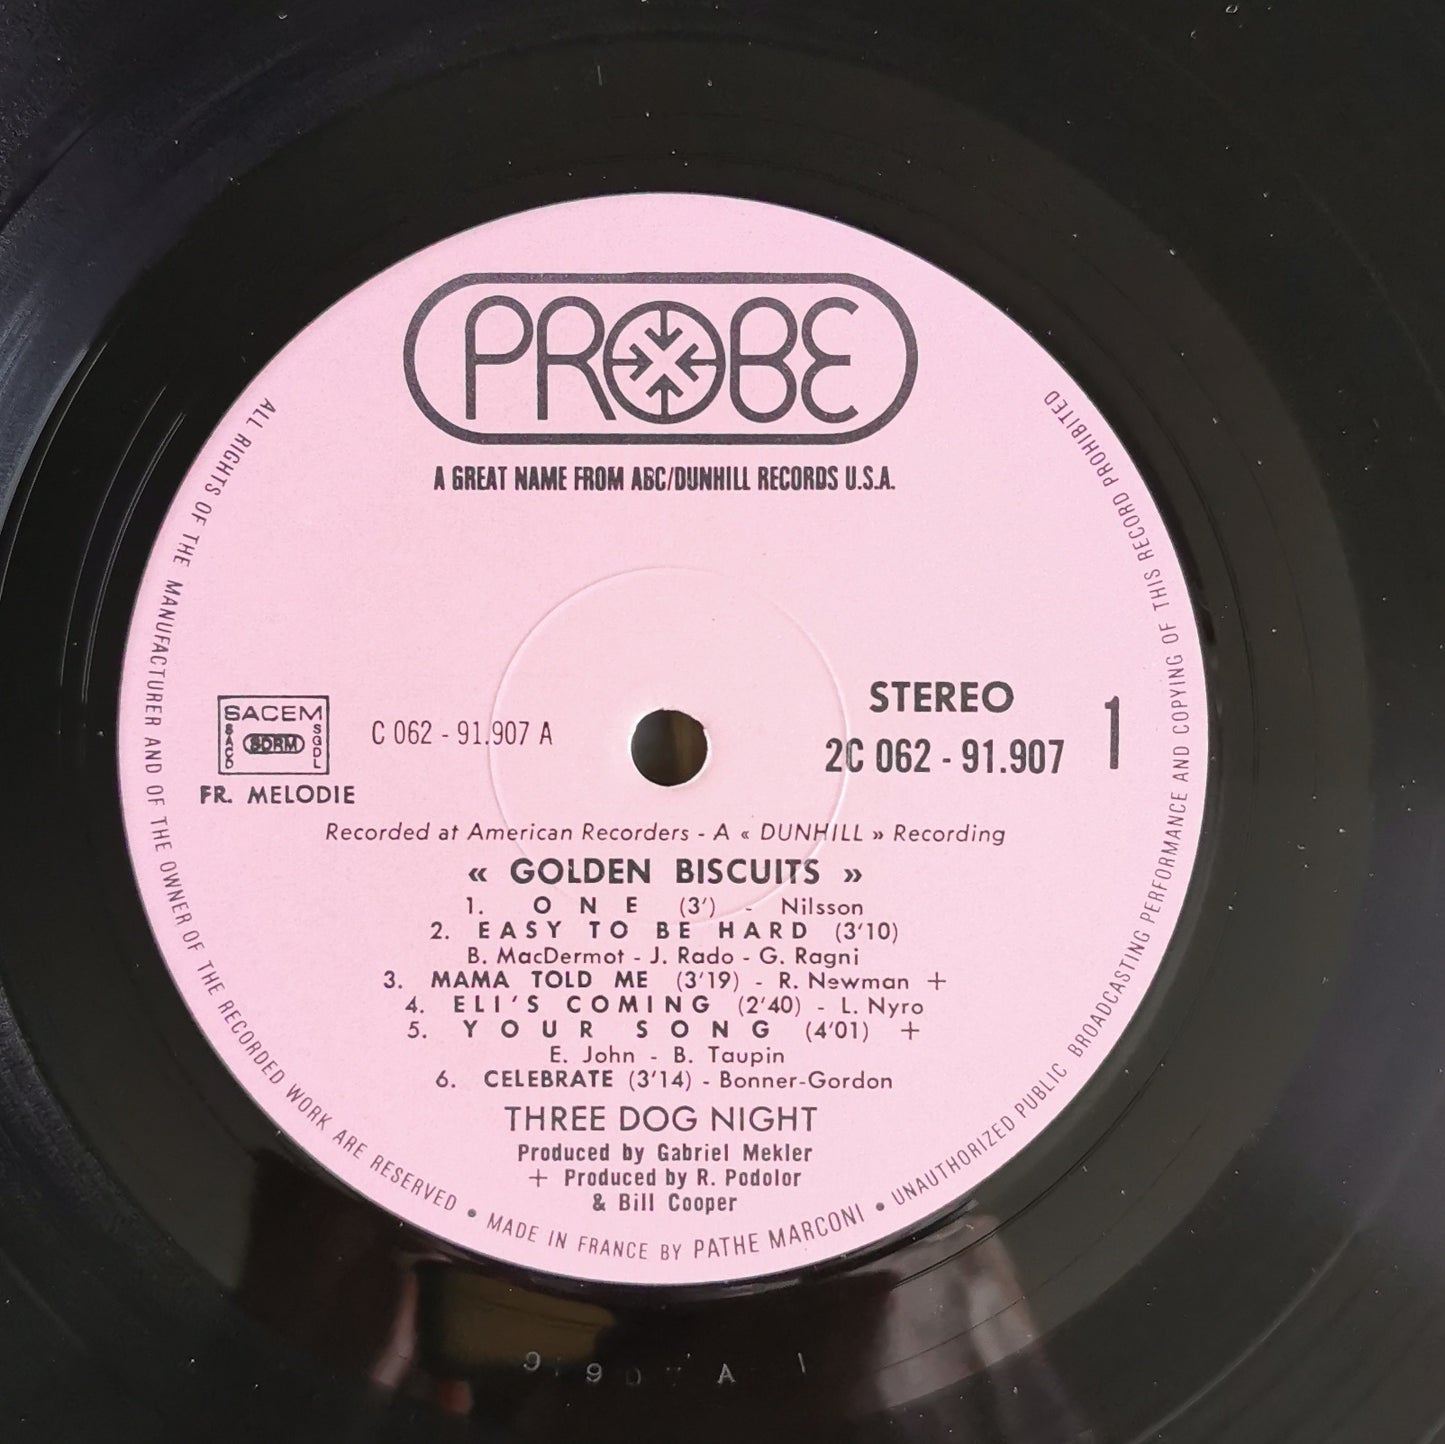 PROBE
A GREAT NAME FROM ABC/DUNHILL RECORDS U.S.A.
STEREO
2C 062 - 91.907
1
SACEM
SACD
SDRM
SGDL
FR. MELODIE
C 062 - 91.907 A
Recorded at American Recorders - A « DUNHILL » Recording
« GOLDEN BISCUITS »
1. ONE (3') - Nilsson
2. EASY TO BE HARD (3'10)
B. MacDermot - J. Rado - G. Ragni
3. MAMA TOLD ME (3'19) - R. Newman +
4. ELI'S COMING (2'40) - L. Nyro
5. YOUR SONG (4'01) +
E. John - B. Taupin
6. CELEBRATE (3'14) - Bonner-Gordon
THREE DOG NIGHT
Produced by Gabriel Mekler
+ Produced by R. Podolor
& Bill Cooper
ALL RIGHTS OF THE MANUFACTURER AND OF THE OWNER OF THE RECORDED WORK ARE RESERVED • MADE IN FRANCE BY PATHE MARCONI • UNAUTHORIZED PUBLIC BROADCASTING PERFORMANCE AND COPYING OF THIS RECORD PROHIBITED